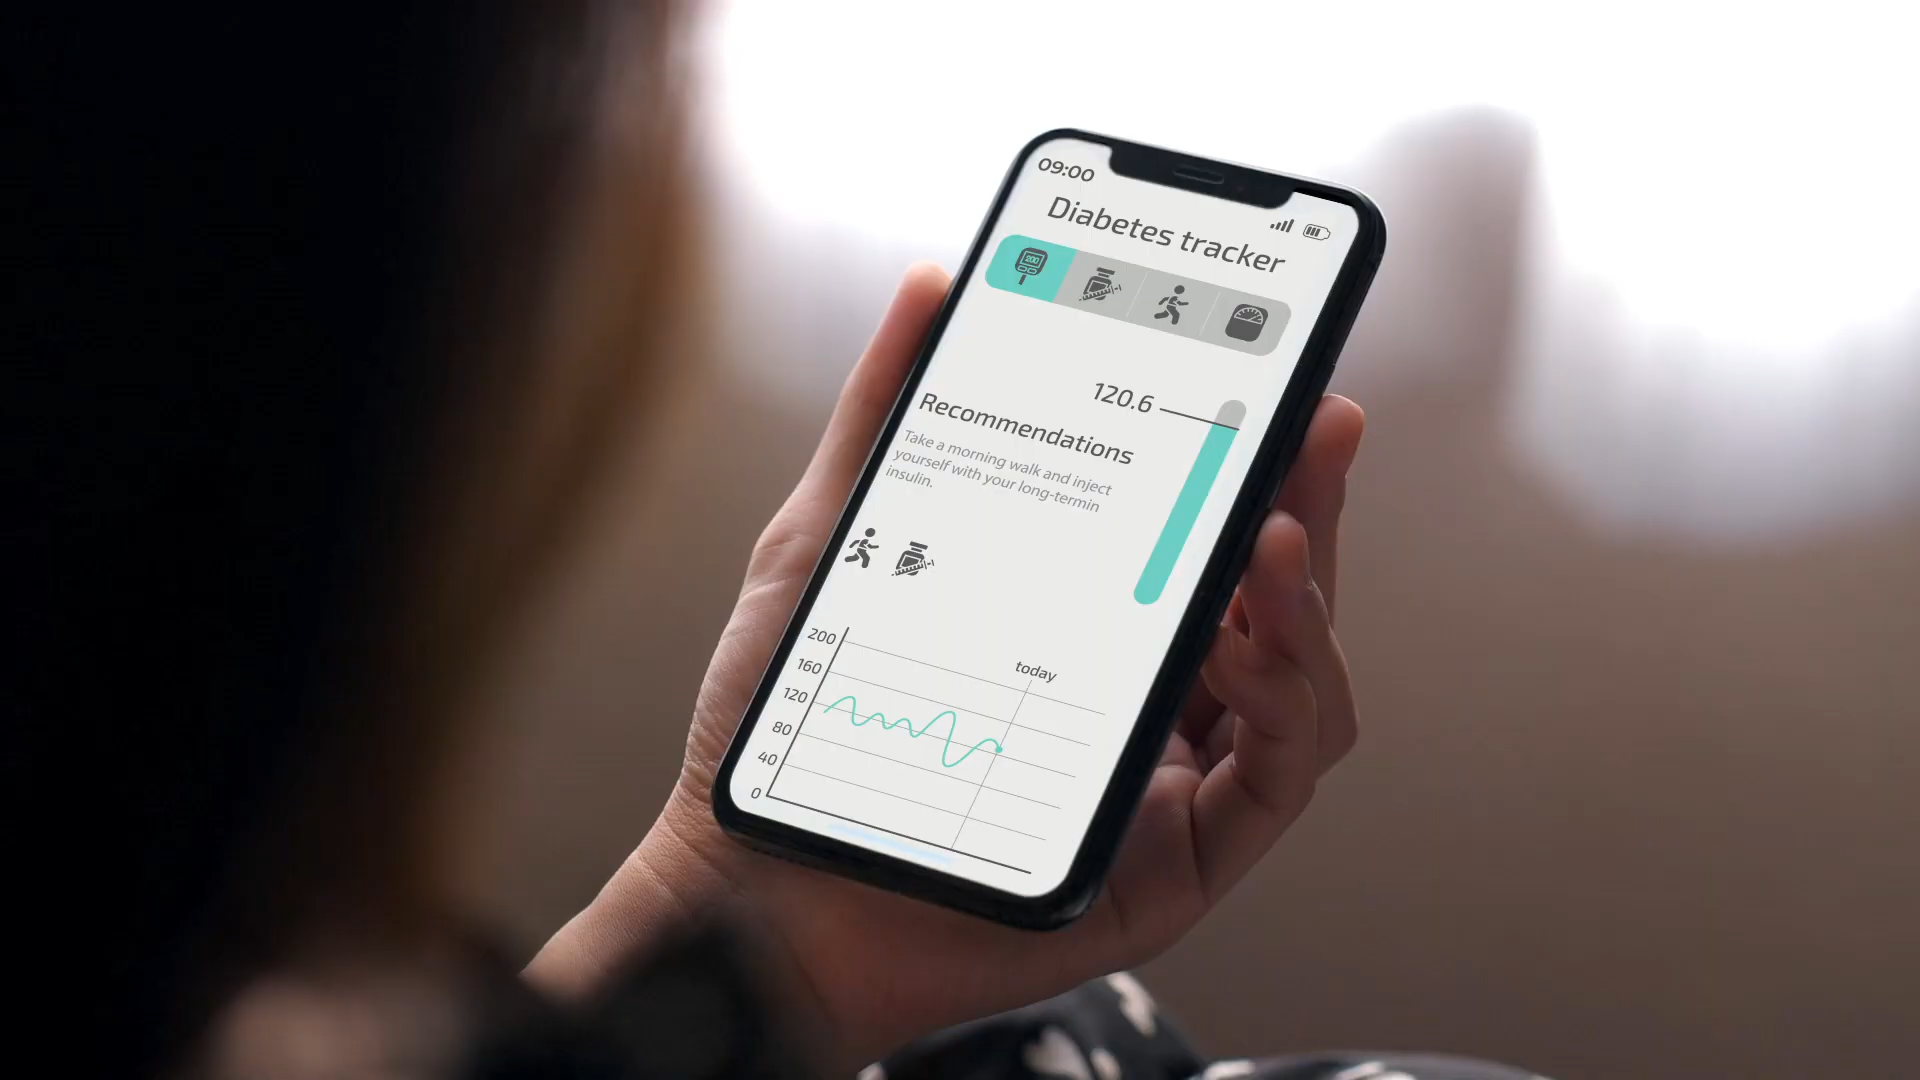 09:00
Diabetes tracker
200
120.6
Recommendations
Take a morning walk and inject
yourself with your long-termin
insulin.
200
160
120
80
40
0
today